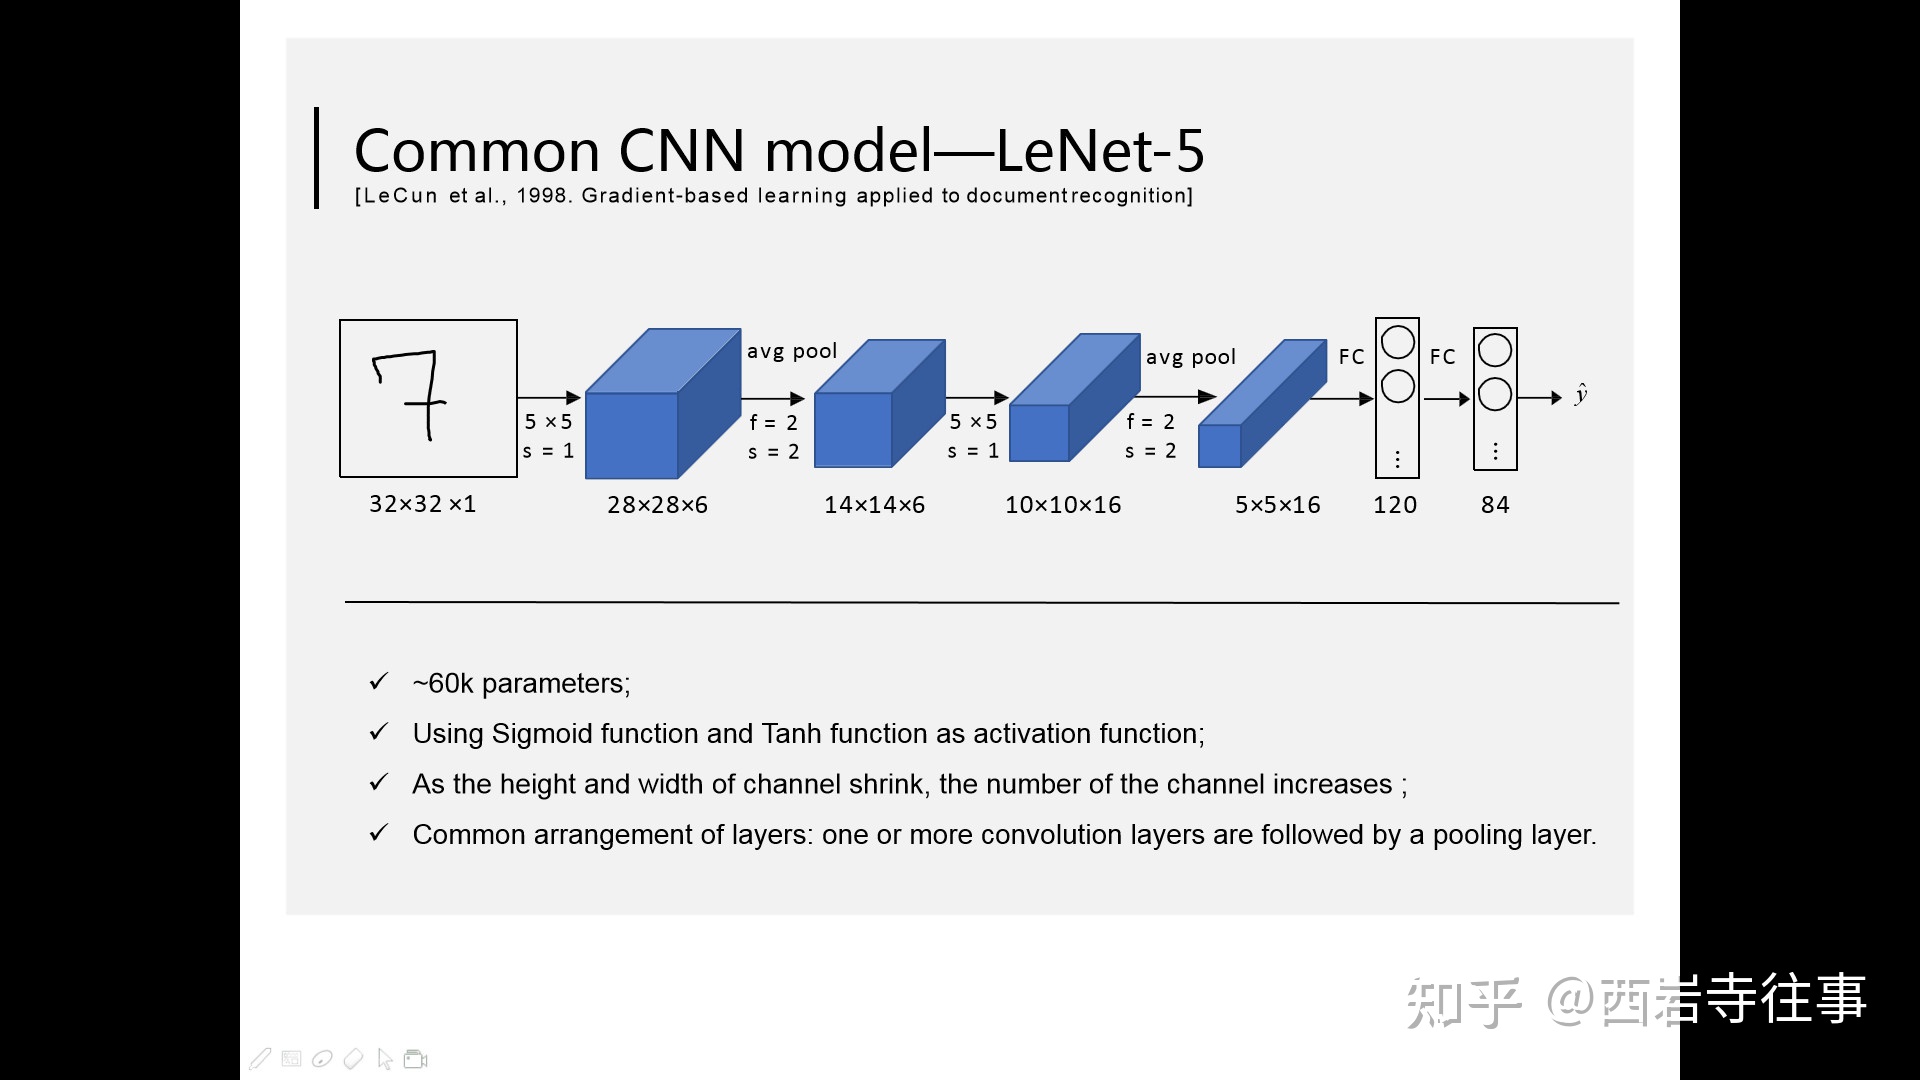 Common CNN model—LeNet-5
[LeCun et al., 1998. Gradient-based learning applied to document recognition]
7
avg pool
avg pool
FC
FC
ŷ
5 ×5
f = 2
5 ×5
f = 2
s = 1
s = 2
s = 1
s = 2
32×32 ×1
28×28×6
14×14×6
10×10×16
5×5×16
120
84
✓ ~60k parameters;
✓ Using Sigmoid function and Tanh function as activation function;
✓ As the height and width of channel shrink, the number of the channel increases ;
✓ Common arrangement of layers: one or more convolution layers are followed by a pooling layer.
知乎 @西岩寺往事